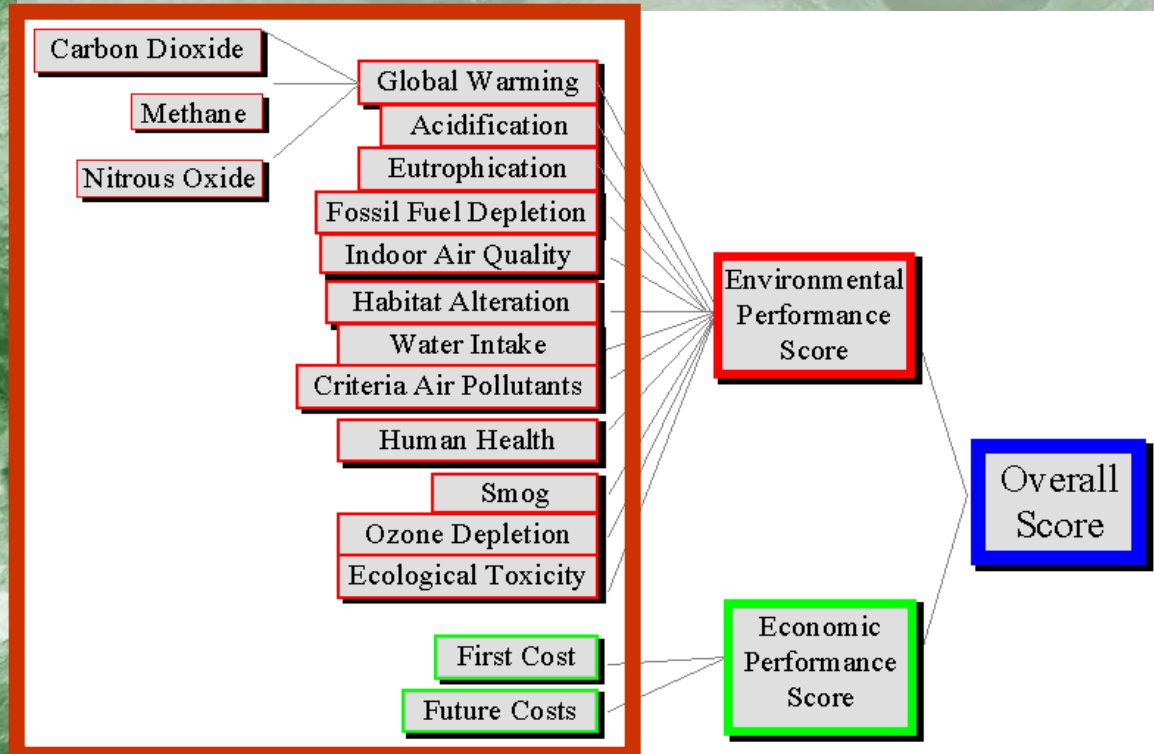 Carbon Dioxide
Methane
Nitrous Oxide
Global Warming
Acidification
Eutrophication
Fossil Fuel Depletion
Indoor Air Quality
Habitat Alteration
Water Intake
Criteria Air Pollutants
Human Health
Smog
Ozone Depletion
Ecological Toxicity
First Cost
Future Costs
Environmental
Performance
Score
Economic
Performance
Score
Overall
Score